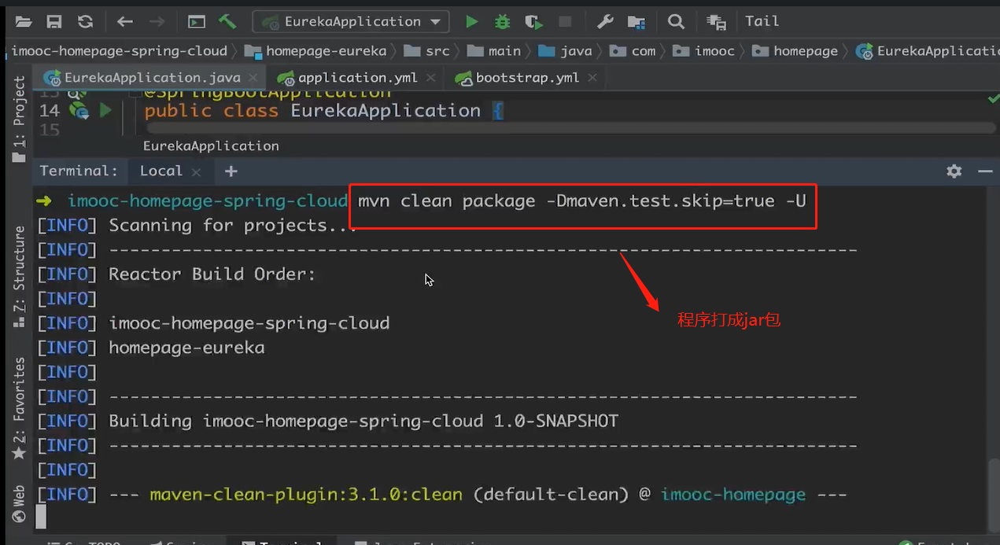 EurekaApplication Tail
imooc-homepage-spring-cloud homepage-eureka src main java com imooc homepage
EurekaApplication.java application.yml bootstrap.yml
@SpringBootApplication
14 public class EurekaApplication {
15
EurekaApplication
1: Project
Z: Structure
2: Favorites
Web
Terminal: Local +
imooc-homepage-spring-cloud mvn clean package -Dmaven.test.skip=true -U
[INFO] Scanning for projects...
[INFO] ------------------------------------------------------------------------
[INFO] Reactor Build Order:
[INFO]
[INFO] imooc-homepage-spring-cloud
[INFO] homepage-eureka
[INFO]
[INFO] ------------------------------------------------------------------------
[INFO] Building imooc-homepage-spring-cloud 1.0-SNAPSHOT
[INFO] ------------------------------------------------------------------------
[INFO]
[INFO] --- maven-clean-plugin:3.1.0:clean (default-clean) @ imooc-homepage ---
程序打成jar包